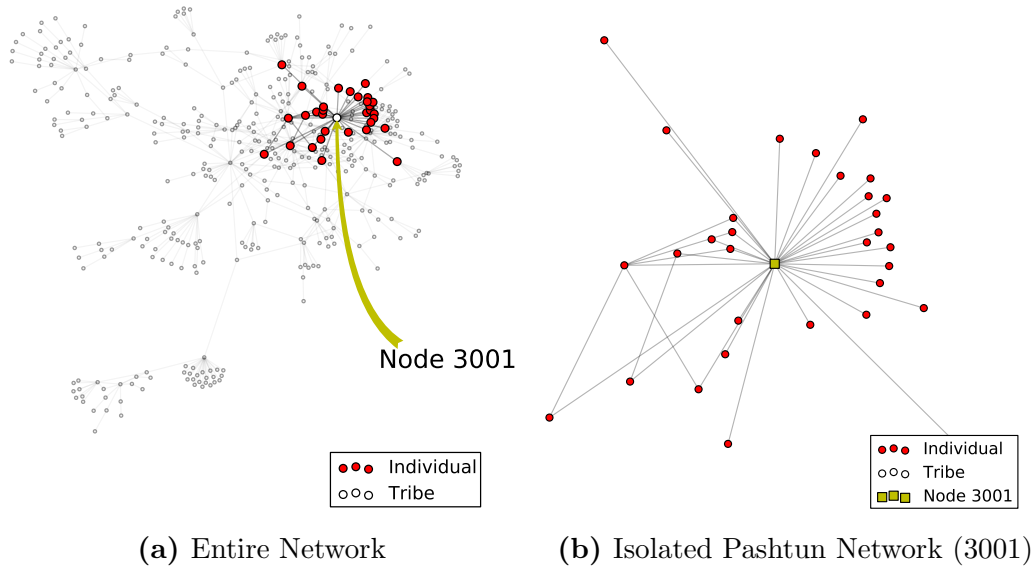 Node 3001
Individual
Tribe
Individual
Tribe
Node 3001
(a) Entire Network
(b) Isolated Pashtun Network (3001)